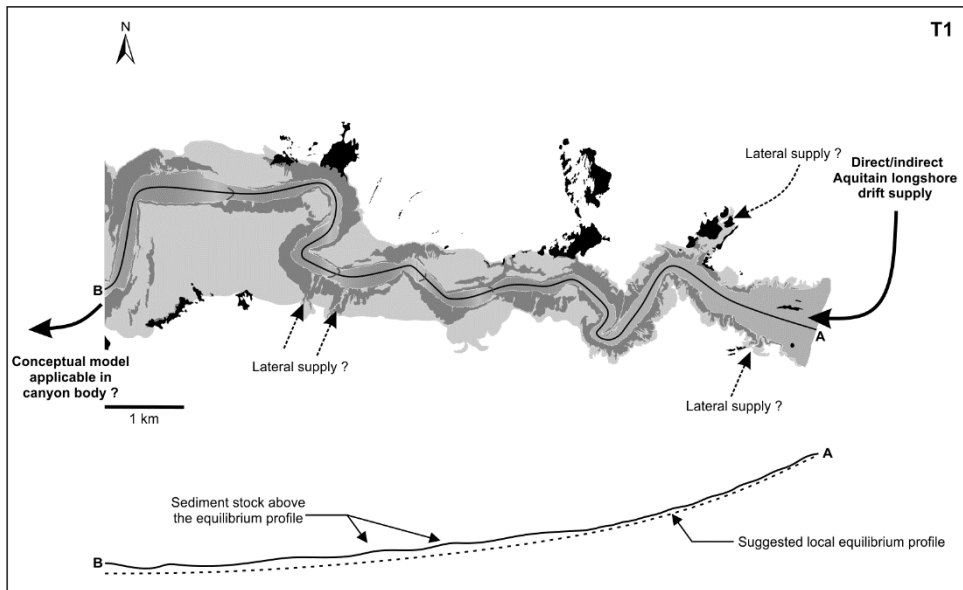 T1
N
Lateral supply ?
Direct/indirect
Aquitain longshore
drift supply
B
A
Conceptual model
applicable in
canyon body ?
Lateral supply ?
Lateral supply ?
1 km
A
Sediment stock above
the equilibrium profile
Suggested local equilibrium profile
B